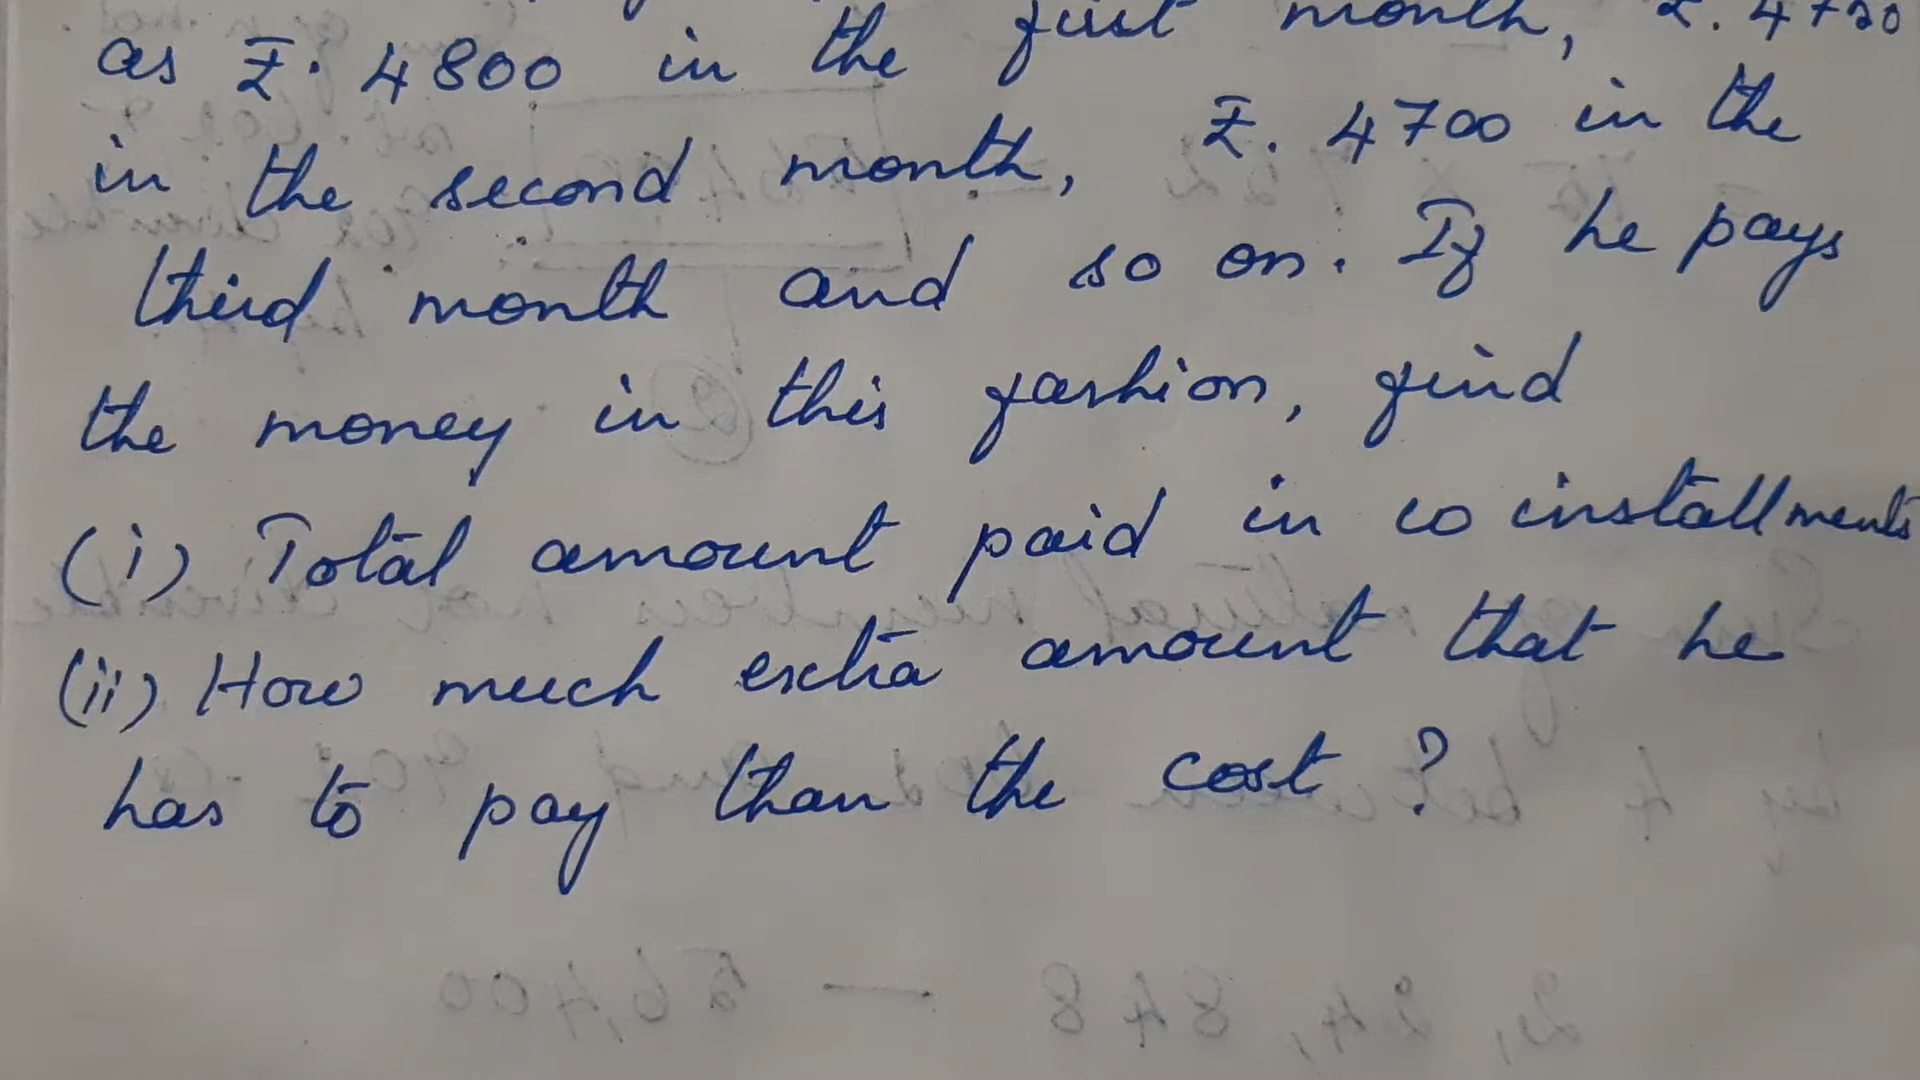 as ₹. 4800 in the first month, ₹. 4750
in the second month, ₹. 4700 in the
third month and so on. If he pays
the money in this fashion, find
(i) Total amount paid in 10 installments
(ii) How much extra amount that he
has to pay than the cost?